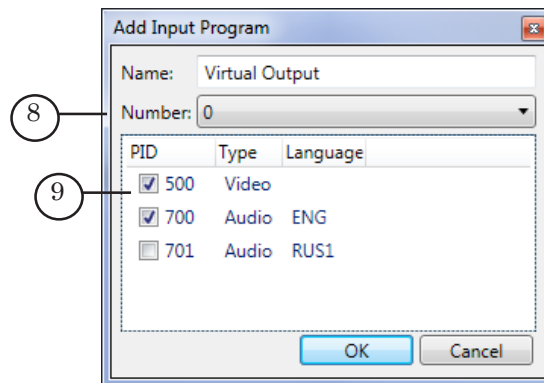 Add Input Program
Name: Virtual Output
8 Number: 0
PID Type Language
9 500 Video
700 Audio ENG
701 Audio RUS1
OK Cancel